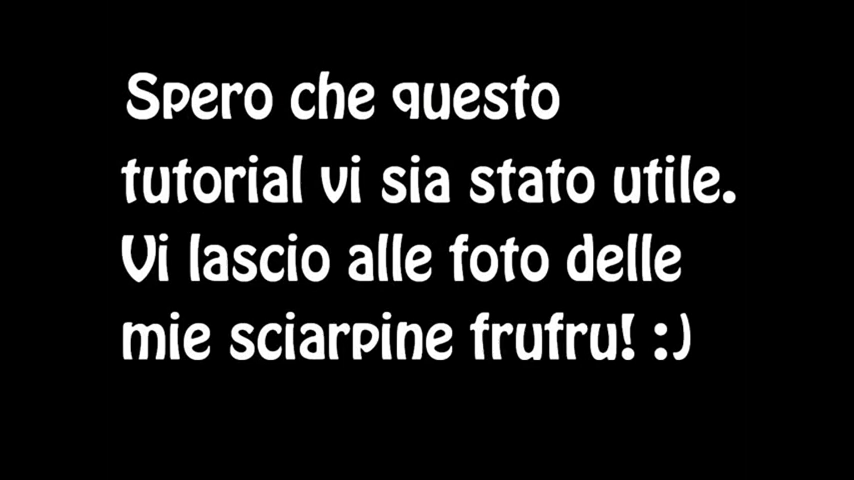 Spero che questo
tutorial vi sia stato utile.
Vi lascio alle foto delle
mie sciarpine frufru! :)